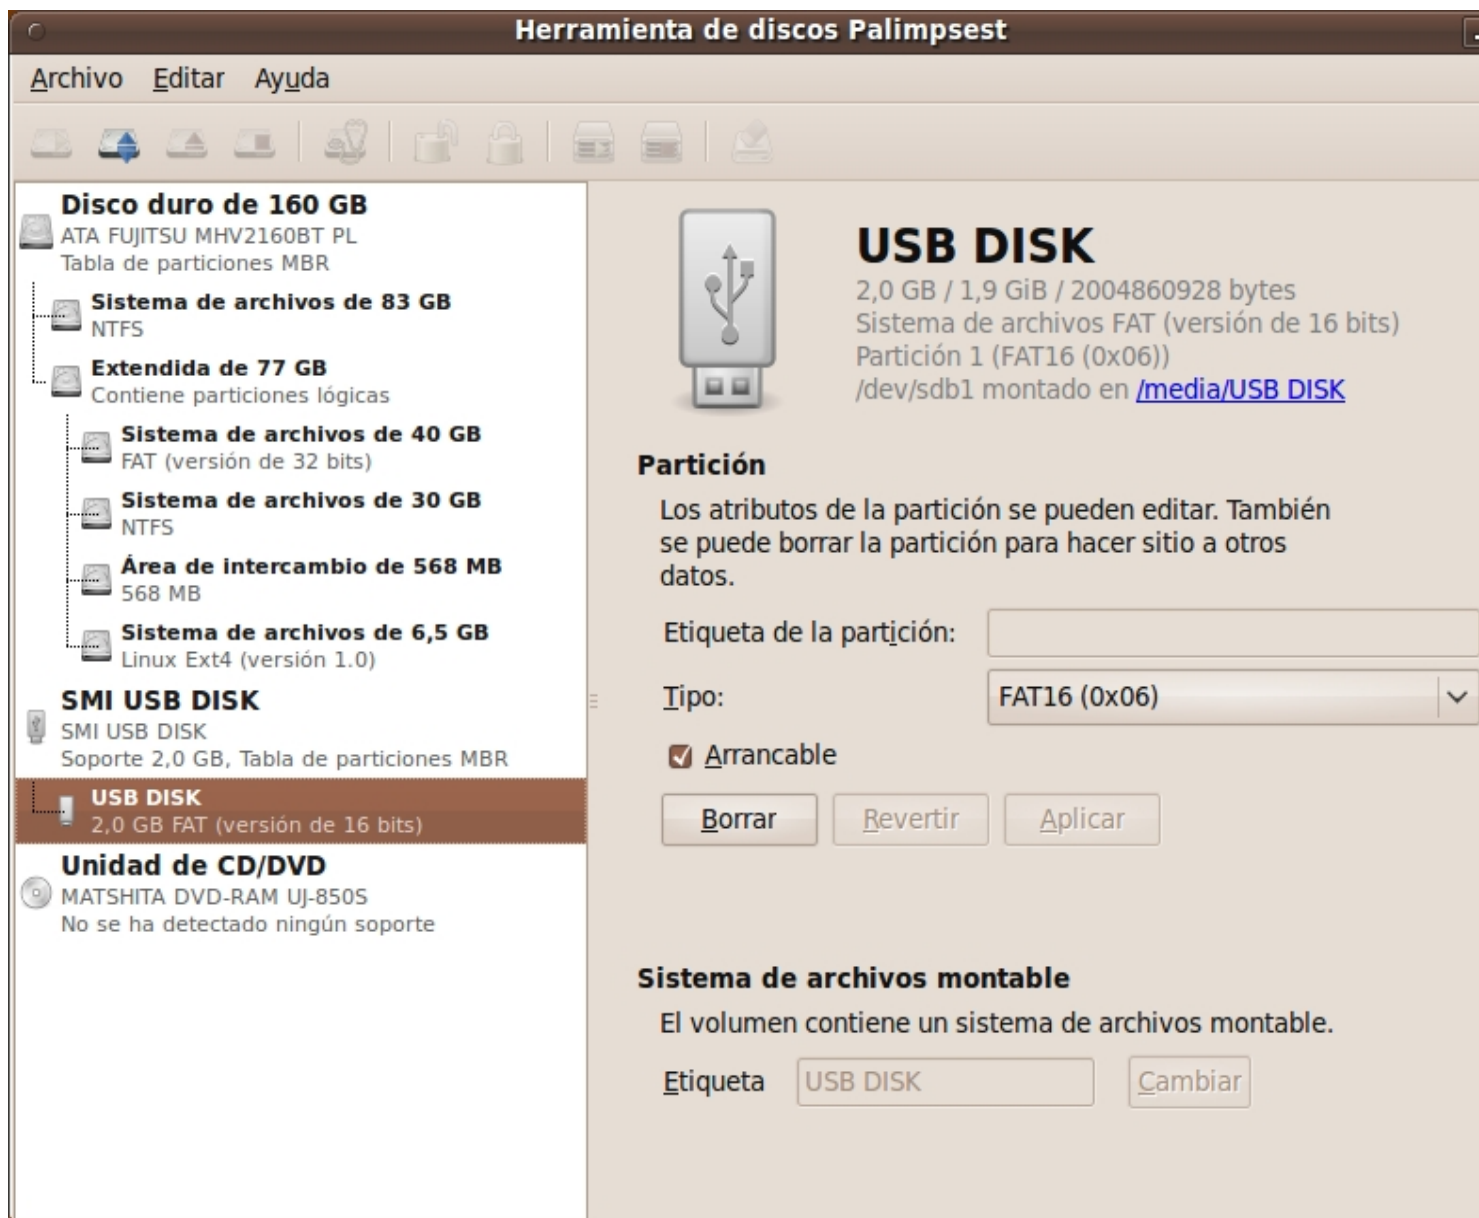 Herramienta de discos Palimpsest
Archivo Editar Ayuda
Disco duro de 160 GB
ATA FUJITSU MHV2160BT PL
Tabla de particiones MBR
Sistema de archivos de 83 GB
NTFS
Extendida de 77 GB
Contiene particiones lógicas
Sistema de archivos de 40 GB
FAT (versión de 32 bits)
Sistema de archivos de 30 GB
NTFS
Área de intercambio de 568 MB
568 MB
Sistema de archivos de 6,5 GB
Linux Ext4 (versión 1.0)
SMI USB DISK
SMI USB DISK
Soporte 2,0 GB, Tabla de particiones MBR
USB DISK
2,0 GB FAT (versión de 16 bits)
Unidad de CD/DVD
MATSHITA DVD-RAM UJ-850S
No se ha detectado ningún soporte
USB DISK
2,0 GB / 1,9 GiB / 2004860928 bytes
Sistema de archivos FAT (versión de 16 bits)
Partición 1 (FAT16 (0x06))
/dev/sdb1 montado en /media/USB DISK
Partición
Los atributos de la partición se pueden editar. También
se puede borrar la partición para hacer sitio a otros
datos.
Etiqueta de la partición:
Tipo: FAT16 (0x06)
Arrancable
Borrar Revertir Aplicar
Sistema de archivos montable
El volumen contiene un sistema de archivos montable.
Etiqueta USB DISK Cambiar